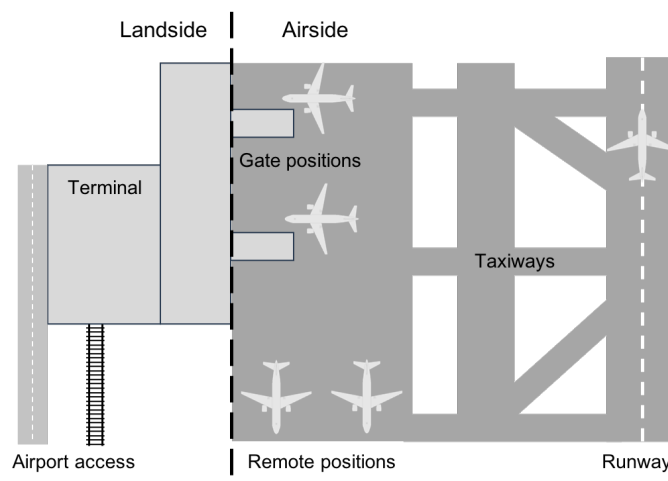 Landside
Airside
Gate positions
Terminal
Taxiways
Airport access
Remote positions
Runway